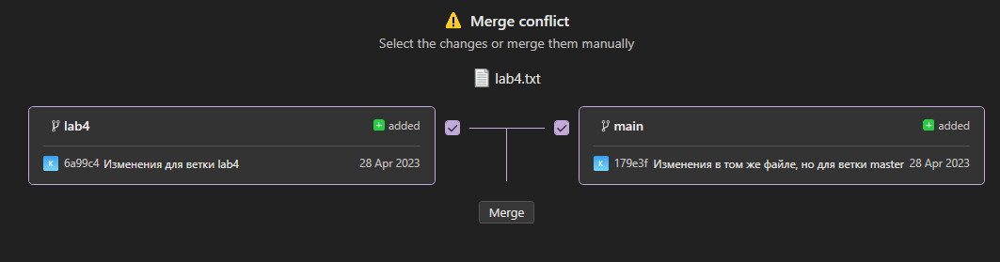 Merge conflict
Select the changes or merge them manually
lab4.txt
lab4 added
K 6a99c4 Изменения для ветки lab4 28 Apr 2023
main added
K 179e3f Изменения в том же файле, но для ветки master 28 Apr 2023
Merge